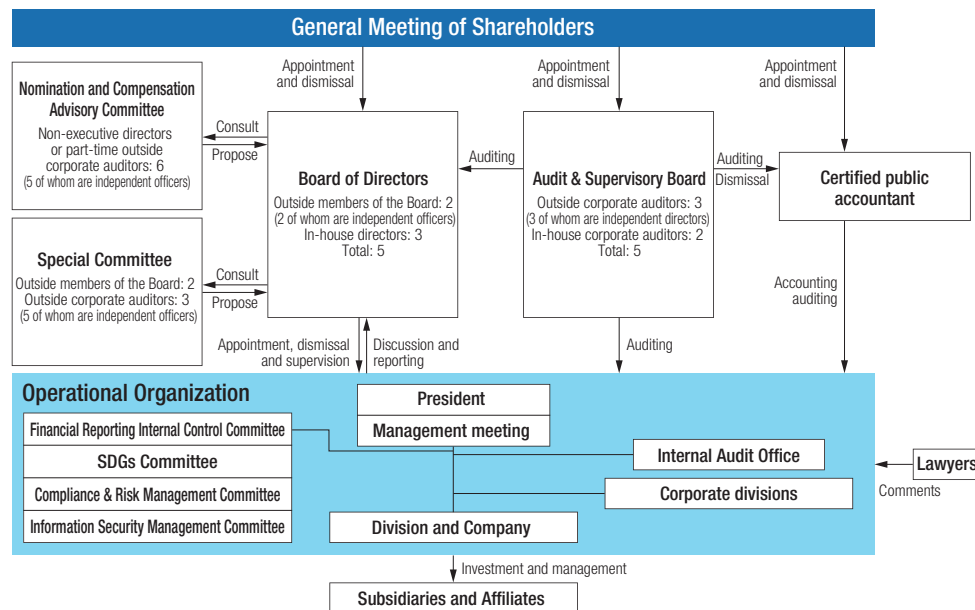 General Meeting of Shareholders
Appointment
and dismissal
Appointment
and dismissal
Appointment
and dismissal
Nomination and Compensation
Advisory Committee
Non-executive directors
or part-time outside
corporate auditors: 6
(5 of whom are independent officers)
Consult
Propose
Board of Directors
Outside members of the Board: 2
(2 of whom are independent officers)
In-house directors: 3
Total: 5
Auditing
Audit & Supervisory Board
Outside corporate auditors: 3
(3 of whom are independent directors)
In-house corporate auditors: 2
Total: 5
Auditing
Dismissal
Certified public
accountant
Special Committee
Outside members of the Board: 2
Outside corporate auditors: 3
(5 of whom are independent officers)
Consult
Propose
Accounting
auditing
Appointment, dismissal
and supervision
Discussion and
reporting
Auditing
Operational Organization
President
Management meeting
Financial Reporting Internal Control Committee
SDGs Committee
Compliance & Risk Management Committee
Information Security Management Committee
Internal Audit Office
Corporate divisions
Division and Company
Lawyers
Comments
Investment and management
Subsidiaries and Affiliates